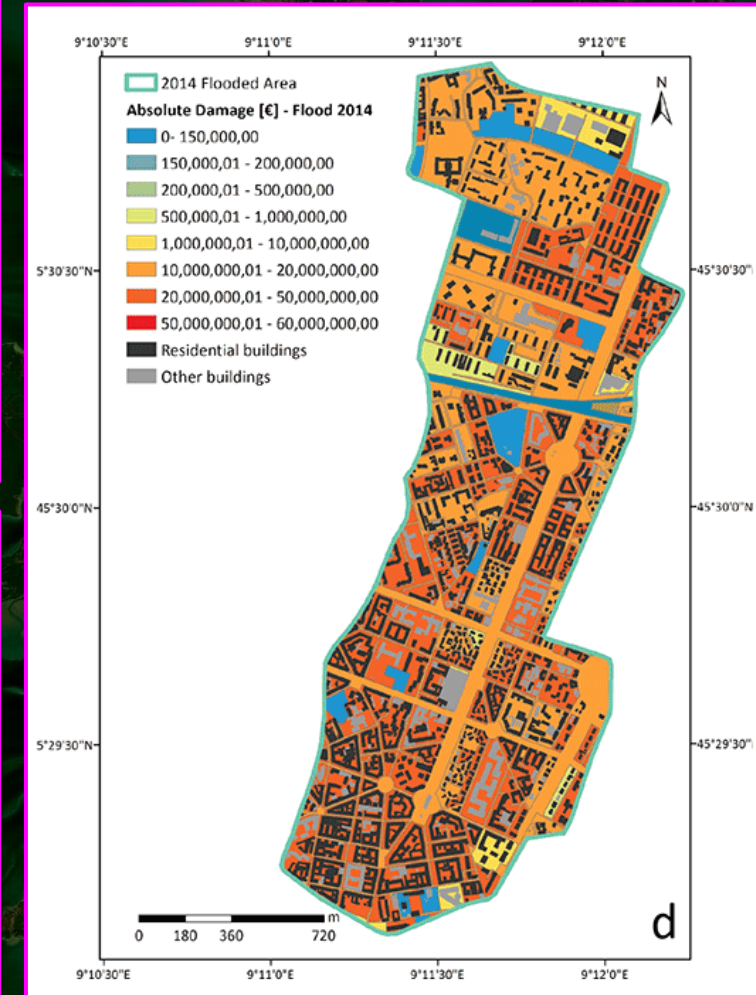 9°10'30"E 9°11'0"E 9°11'30"E 9°12'0"E
2014 Flooded Area
Absolute Damage [€] - Flood 2014
0- 150,000,00
150,000,01 - 200,000,00
200,000,01 - 500,000,00
500,000,01 - 1,000,000,00
1,000,000,01 - 10,000,000,00
10,000,000,01 - 20,000,000,00
20,000,000,01 - 50,000,000,00
50,000,000,01 - 60,000,000,00
Residential buildings
Other buildings
N
5°30'30"N 45°30'30"N
45°30'0"N 45°30'0"N
5°29'30"N 45°29'30"N
m
0 180 360 720
d
9°10'30"E 9°11'0"E 9°11'30"E 9°12'0"E